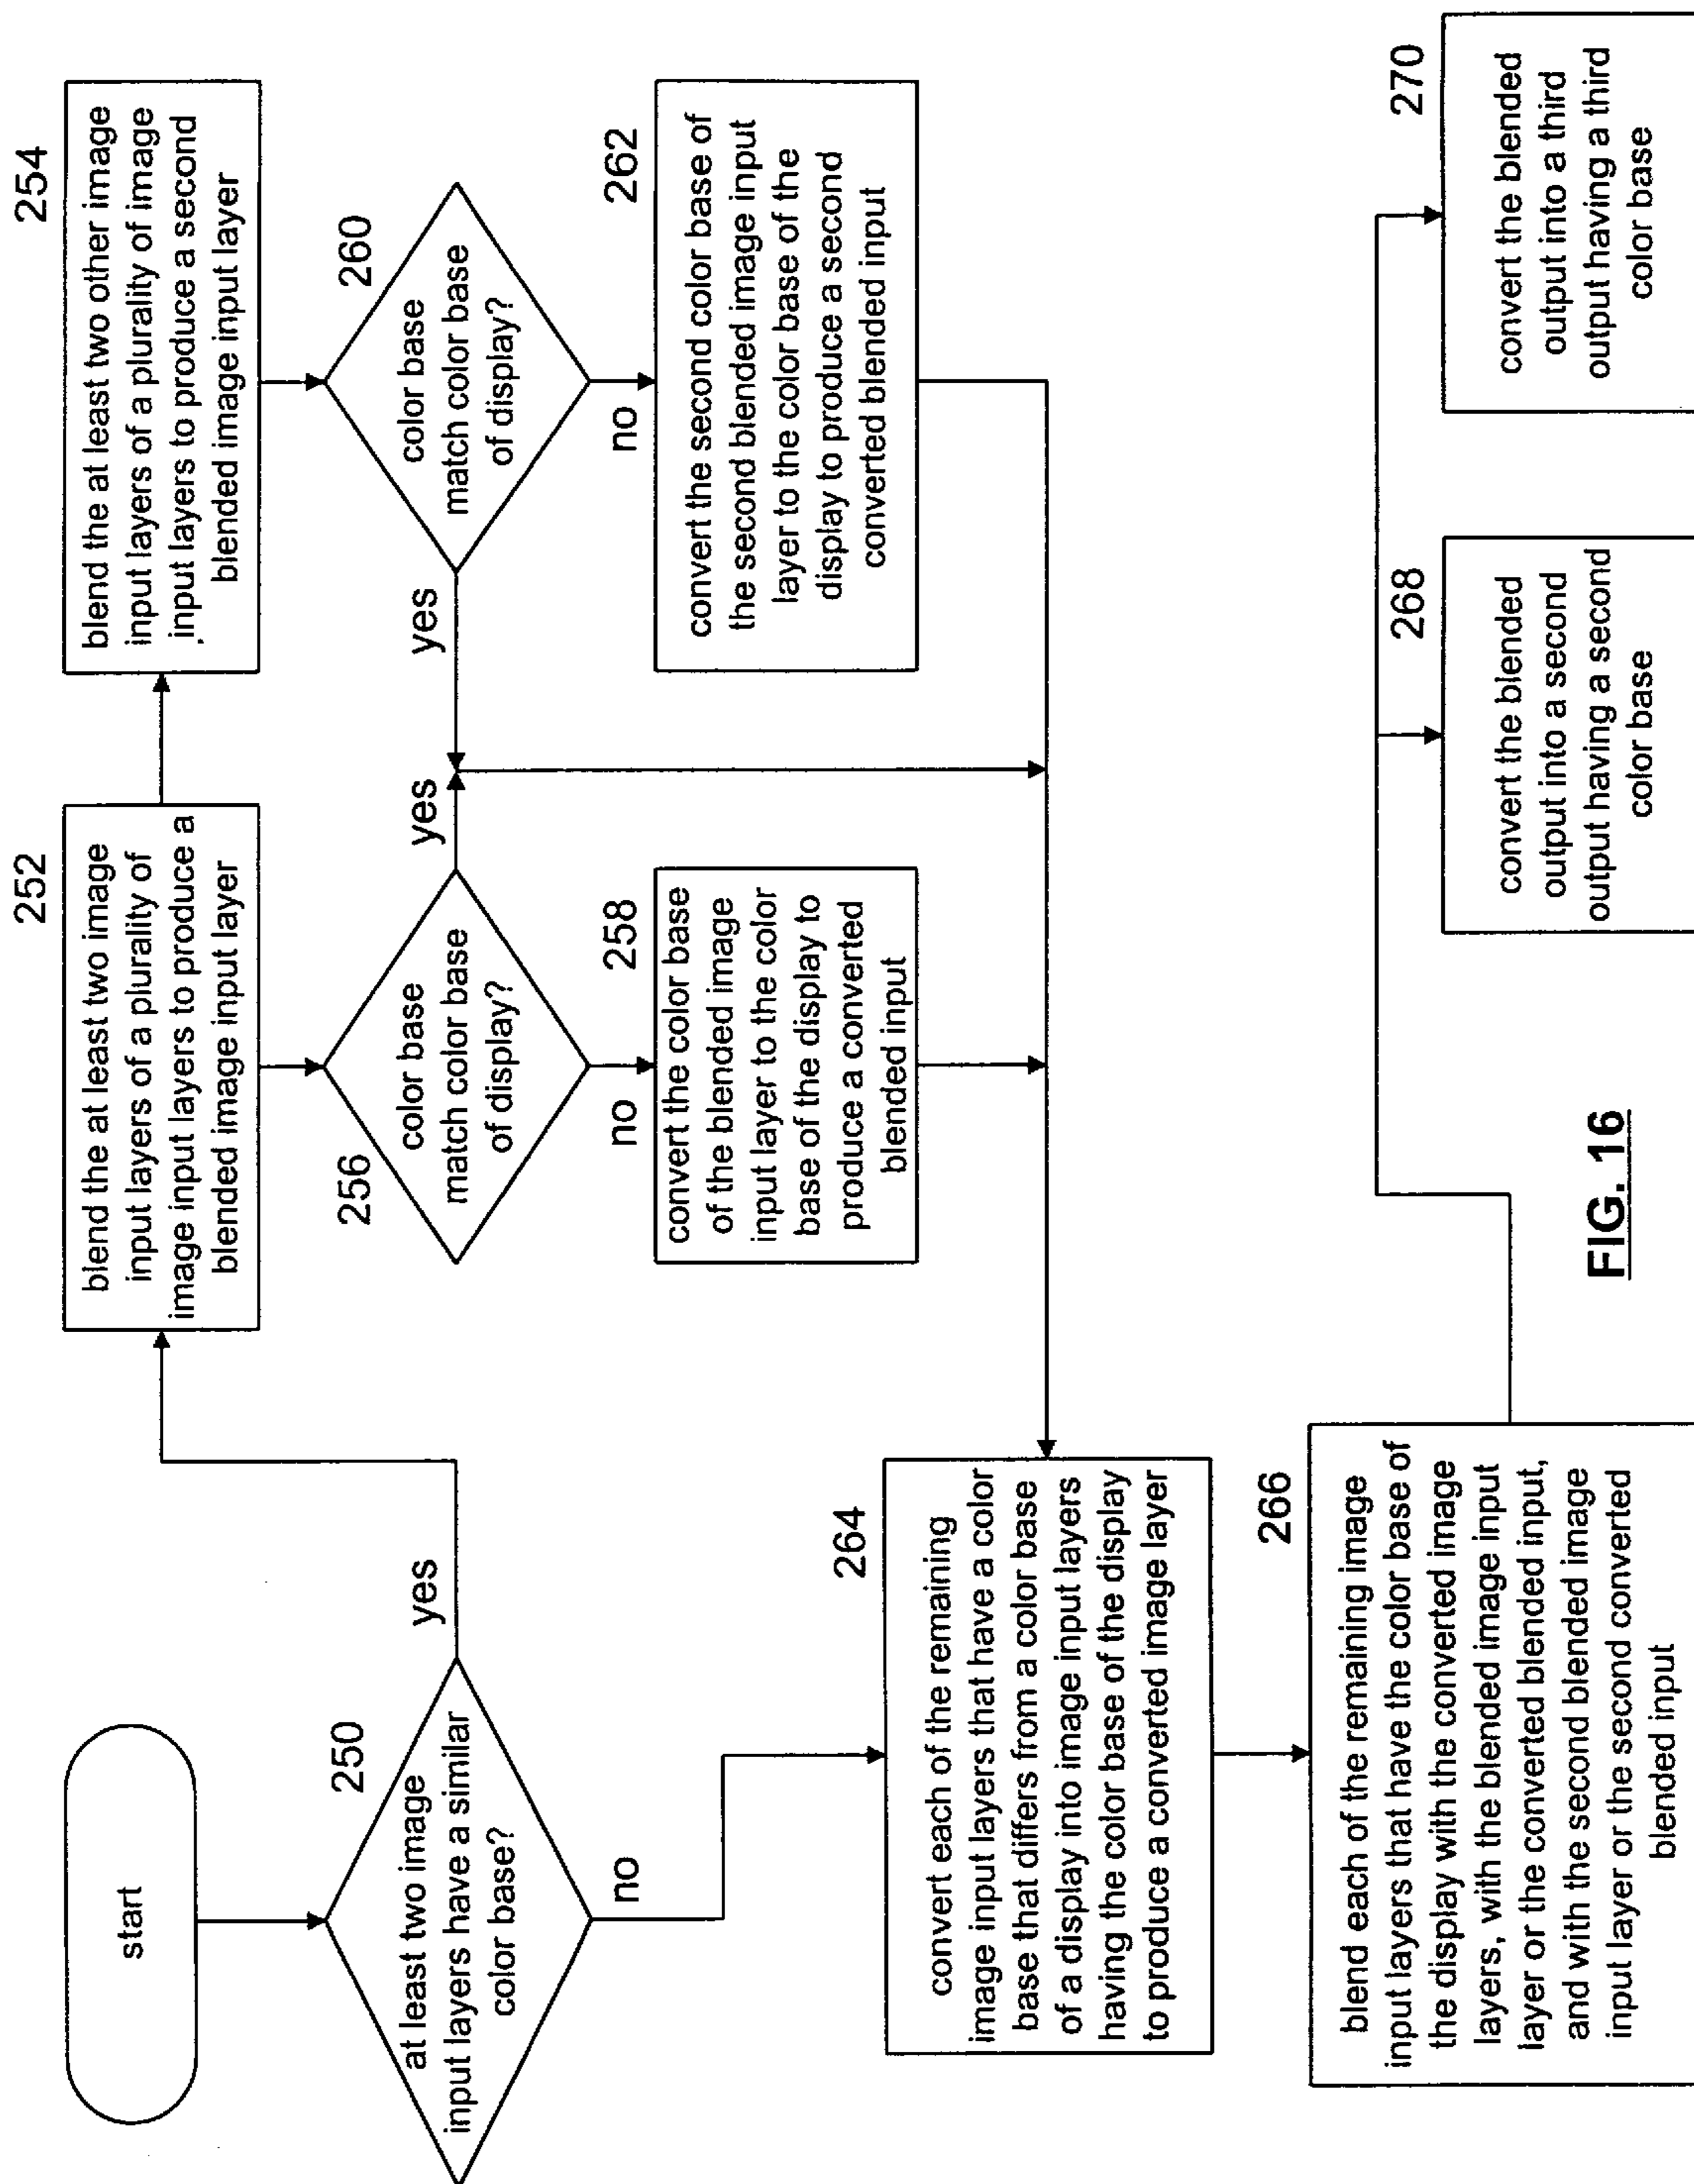 start
250
at least two image
input layers have a similar
color base?
yes
no
252
blend the at least two image
input layers of a plurality of
image input layers to produce a
blended image input layer
254
blend the at least two other image
input layers of a plurality of image
input layers to produce a second
blended image input layer
256
color base
match color base
of display?
yes
no
260
color base
match color base
of display?
yes
no
258
convert the color base
of the blended image
input layer to the color
base of the display to
produce a converted
blended input
262
convert the second color base of
the second blended image input
layer to the color base of the
display to produce a second
converted blended input
264
convert each of the remaining
image input layers that have a color
base that differs from a color base
of a display into image input layers
having the color base of the display
to produce a converted image layer
266
blend each of the remaining image
input layers that have the color base of
the display with the converted image
layers, with the blended image input
layer or the converted blended input,
and with the second blended image
input layer or the second converted
blended input
268
convert the blended
output into a second
output having a second
color base
270
convert the blended
output into a third
output having a third
color base
FIG. 16